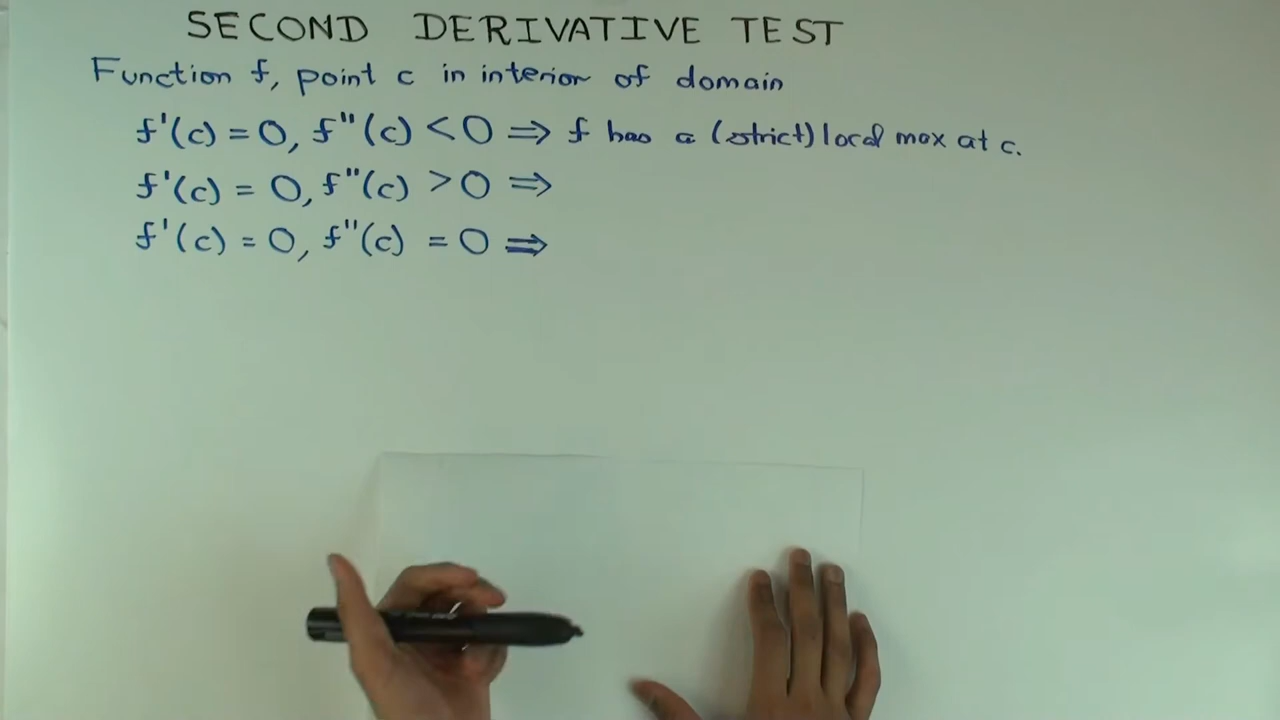 SECOND DERIVATIVE TEST
Function f, point c in interior of domain
f'(c) = 0, f"(c) < 0 ⇒ f has a (strict) local max at c.
f'(c) = 0, f"(c) > 0 ⇒
f'(c) = 0, f"(c) = 0 ⇒